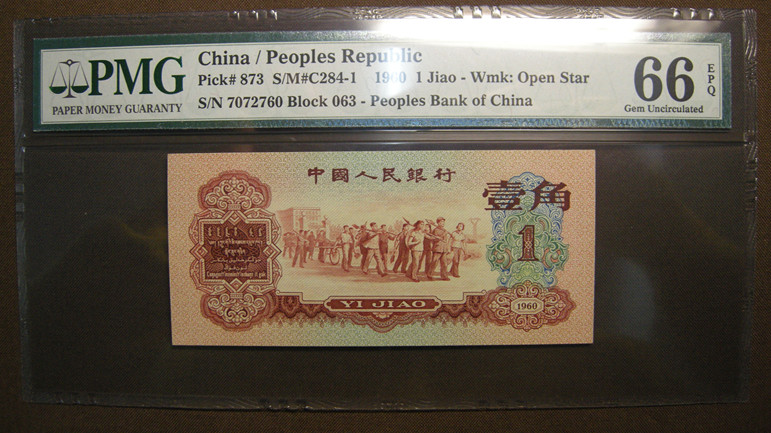 PMG
PAPER MONEY GUARANTY
China / Peoples Republic
Pick# 873 S/M#C284-1 1960 1 Jiao - Wmk: Open Star
S/N 7072760 Block 063 - Peoples Bank of China
66 EPQ
Gem Uncirculated
中國人民銀行
壹角
1
YI JIAO
1960